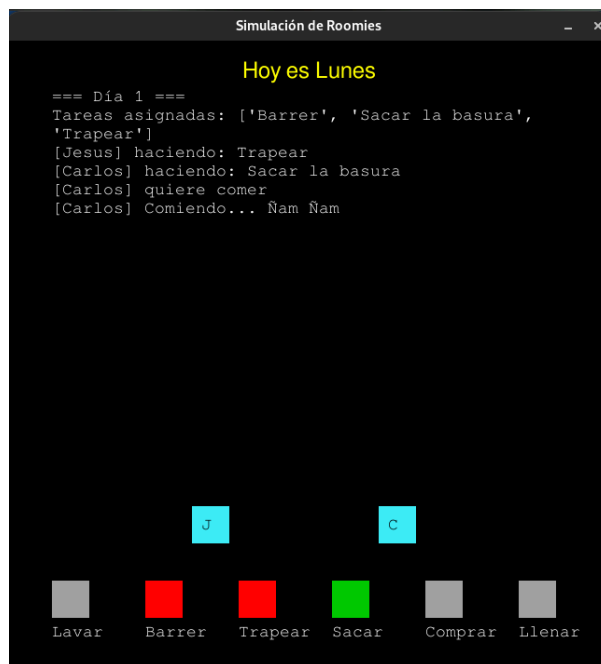 Simulación de Roomies
Hoy es Lunes
=== Día 1 ===
Tareas asignadas: ['Barrer', 'Sacar la basura',
'Trapear']
[Jesus] haciendo: Trapear
[Carlos] haciendo: Sacar la basura
[Carlos] quiere comer
[Carlos] Comiendo... Ñam Ñam
J C
Lavar Barrer Trapear Sacar Comprar Llenar